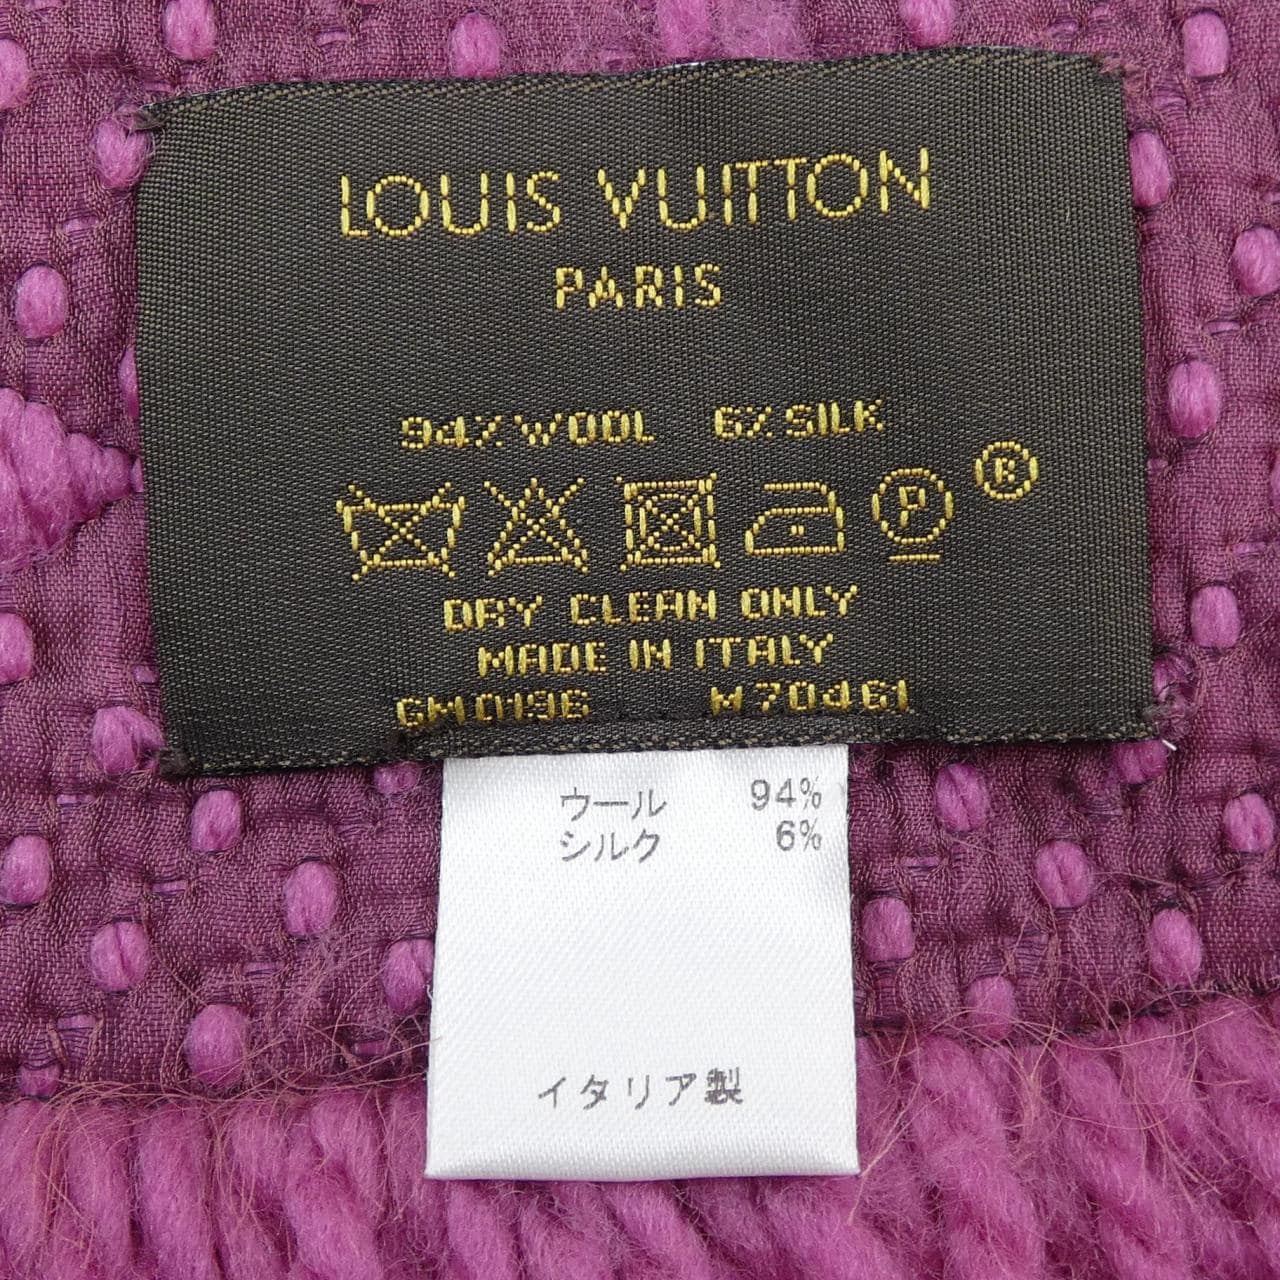 LOUIS VUITTON
PARIS
94% WOOL 6% SILK
P ®
DRY CLEAN ONLY
MADE IN ITALY
GM0196 M70461
ウール 94%
シルク 6%
イタリア製